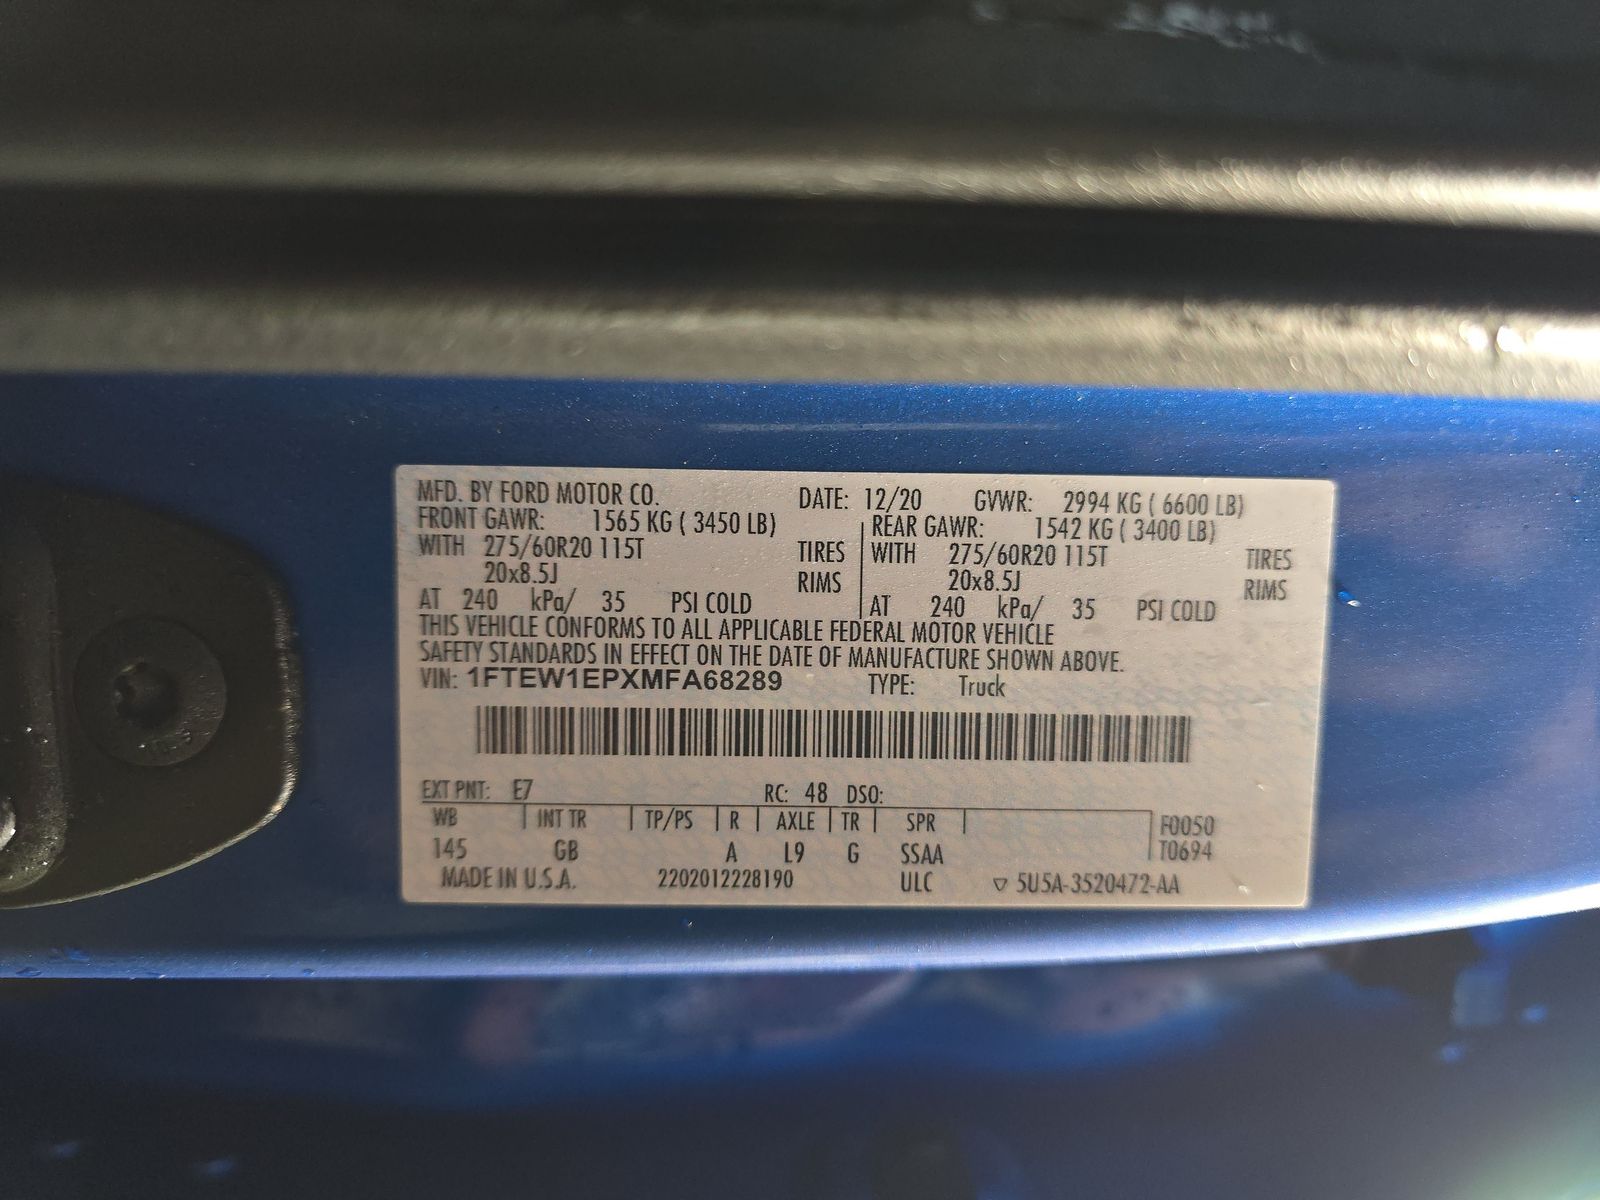 MFD. BY FORD MOTOR CO. DATE: 12/20 GVWR: 2994 KG ( 6600 LB)
FRONT GAWR: 1565 KG ( 3450 LB) REAR GAWR: 1542 KG ( 3400 LB)
WITH 275/60R20 115T TIRES WITH 275/60R20 115T TIRES
20x8.5J RIMS 20x8.5J RIMS
AT 240 kPa/ 35 PSI COLD AT 240 kPa/ 35 PSI COLD
THIS VEHICLE CONFORMS TO ALL APPLICABLE FEDERAL MOTOR VEHICLE
SAFETY STANDARDS IN EFFECT ON THE DATE OF MANUFACTURE SHOWN ABOVE.
VIN: 1FTEW1EPXMFA68289 TYPE: Truck
EXT PNT: E7 RC: 48 DSO:
WB INT TR TP/PS R AXLE TR SPR F0050
145 GB A L9 G SSAA T0694
MADE IN U.S.A. 2202012228190 ULC ▽ 5U5A-3520472-AA